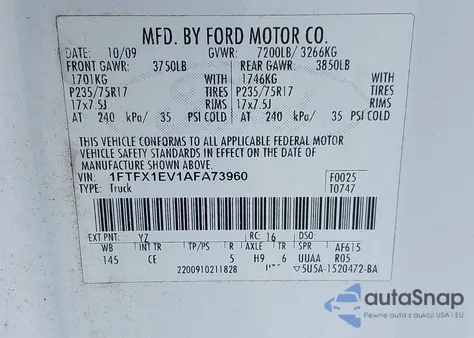 MFD. BY FORD MOTOR CO.
DATE: 10/09 GVWR: 7200LB/ 3266KG
FRONT GAWR: 3750LB REAR GAWR: 3850LB
1701KG WITH 1746KG WITH
P235/75R17 TIRES P235/75R17 TIRES
17x7.5J RIMS 17x7.5J RIMS
AT 240 kPa/ 35 PSI COLD AT 240 kPa/ 35 PSI COLD
THIS VEHICLE CONFORMS TO ALL APPLICABLE FEDERAL MOTOR
VEHICLE SAFETY STANDARDS IN EFFECT ON THE DATE OF
MANUFACTURE SHOWN ABOVE.
VIN: 1FTFX1EV1AFA73960 F0025
TYPE: Truck T0747
EXT PNT: YZ RC: 16 DSO:
WB INT TR TP/PS R AXLE TR SPR AF615
145 CE 5 H9 6 UUAA R05
2200910211828 5U5A-1520472-BA
autoSnap
Pewne auta z USA i EU